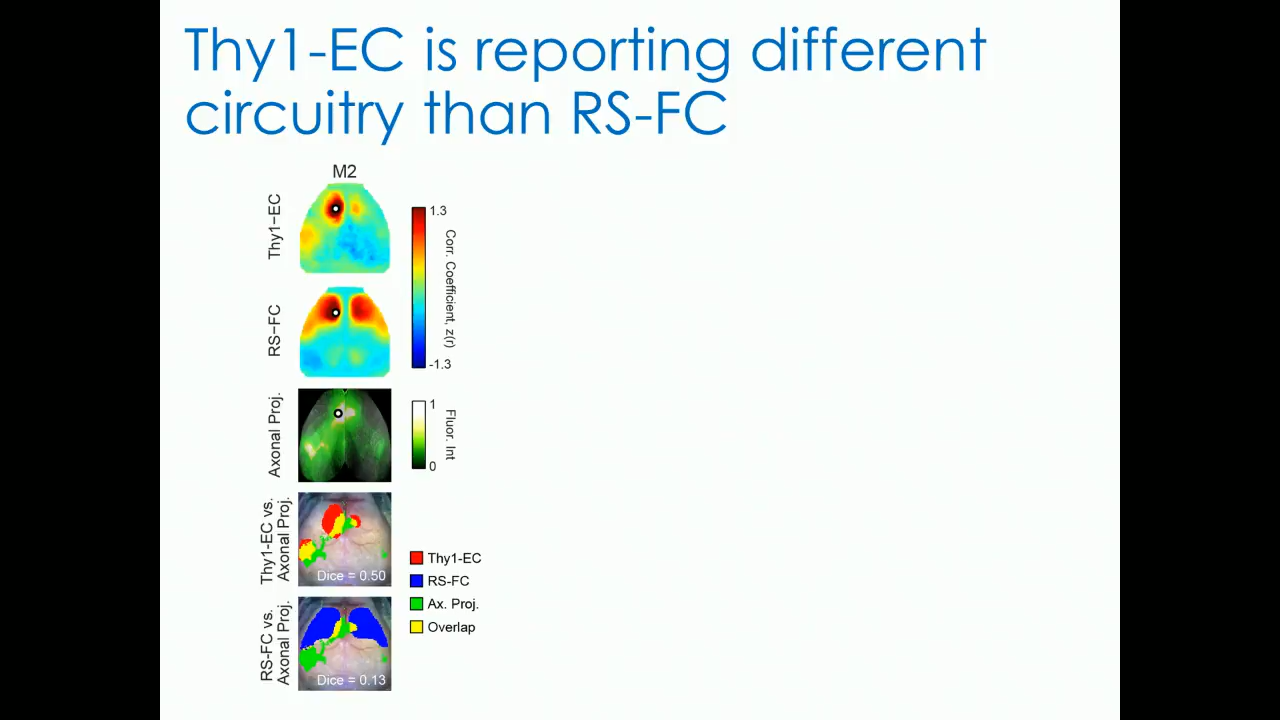 Thy1-EC is reporting different
circuitry than RS-FC
M2
Thy1−EC
1.3
Corr. Coefficient, z(r)
-1.3
RS−FC
Axonal Proj.
1
Fluor. Int
0
Thy1-EC vs.
Axonal Proj.
Dice = 0.50
Thy1-EC
RS-FC
Ax. Proj.
Overlap
RS-FC vs.
Axonal Proj.
Dice = 0.13